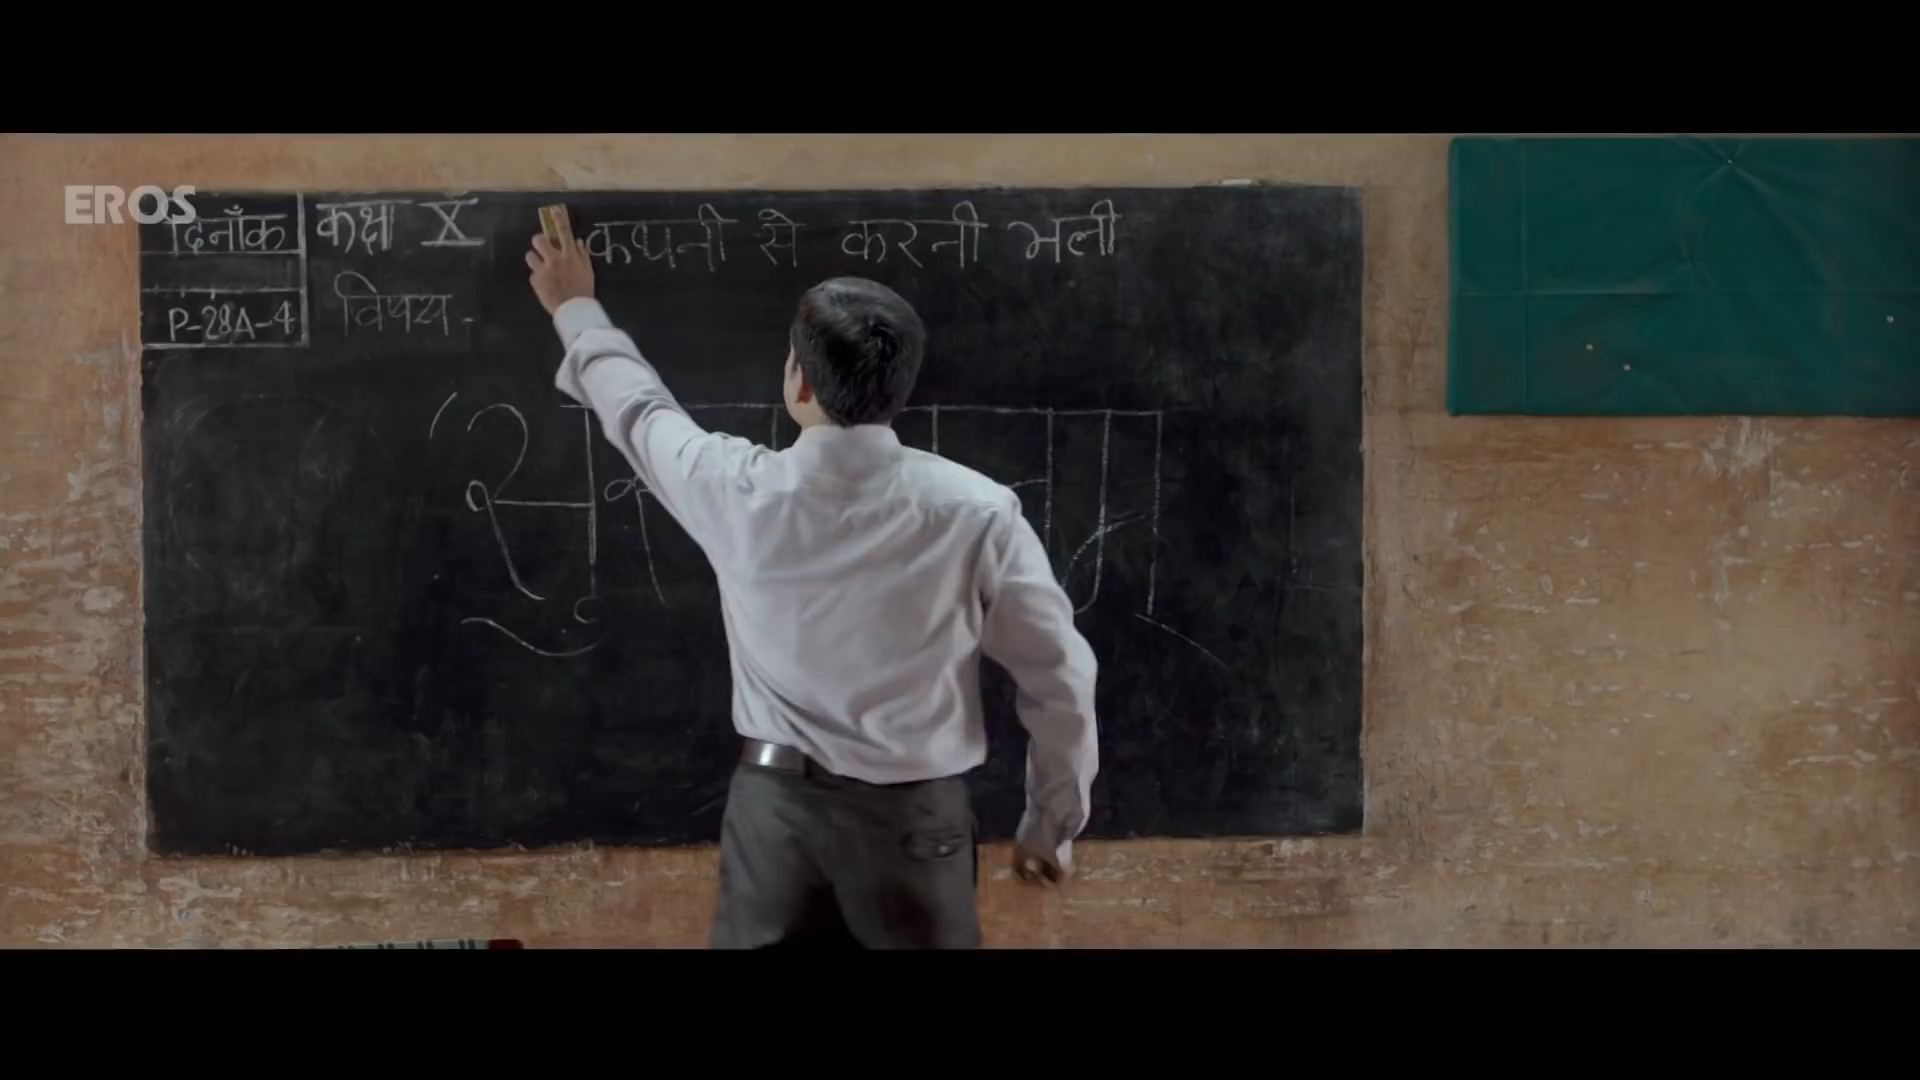 EROS
दिनाँक
कक्षा X
कथनी से करनी भली
P-28A-4
विषय -